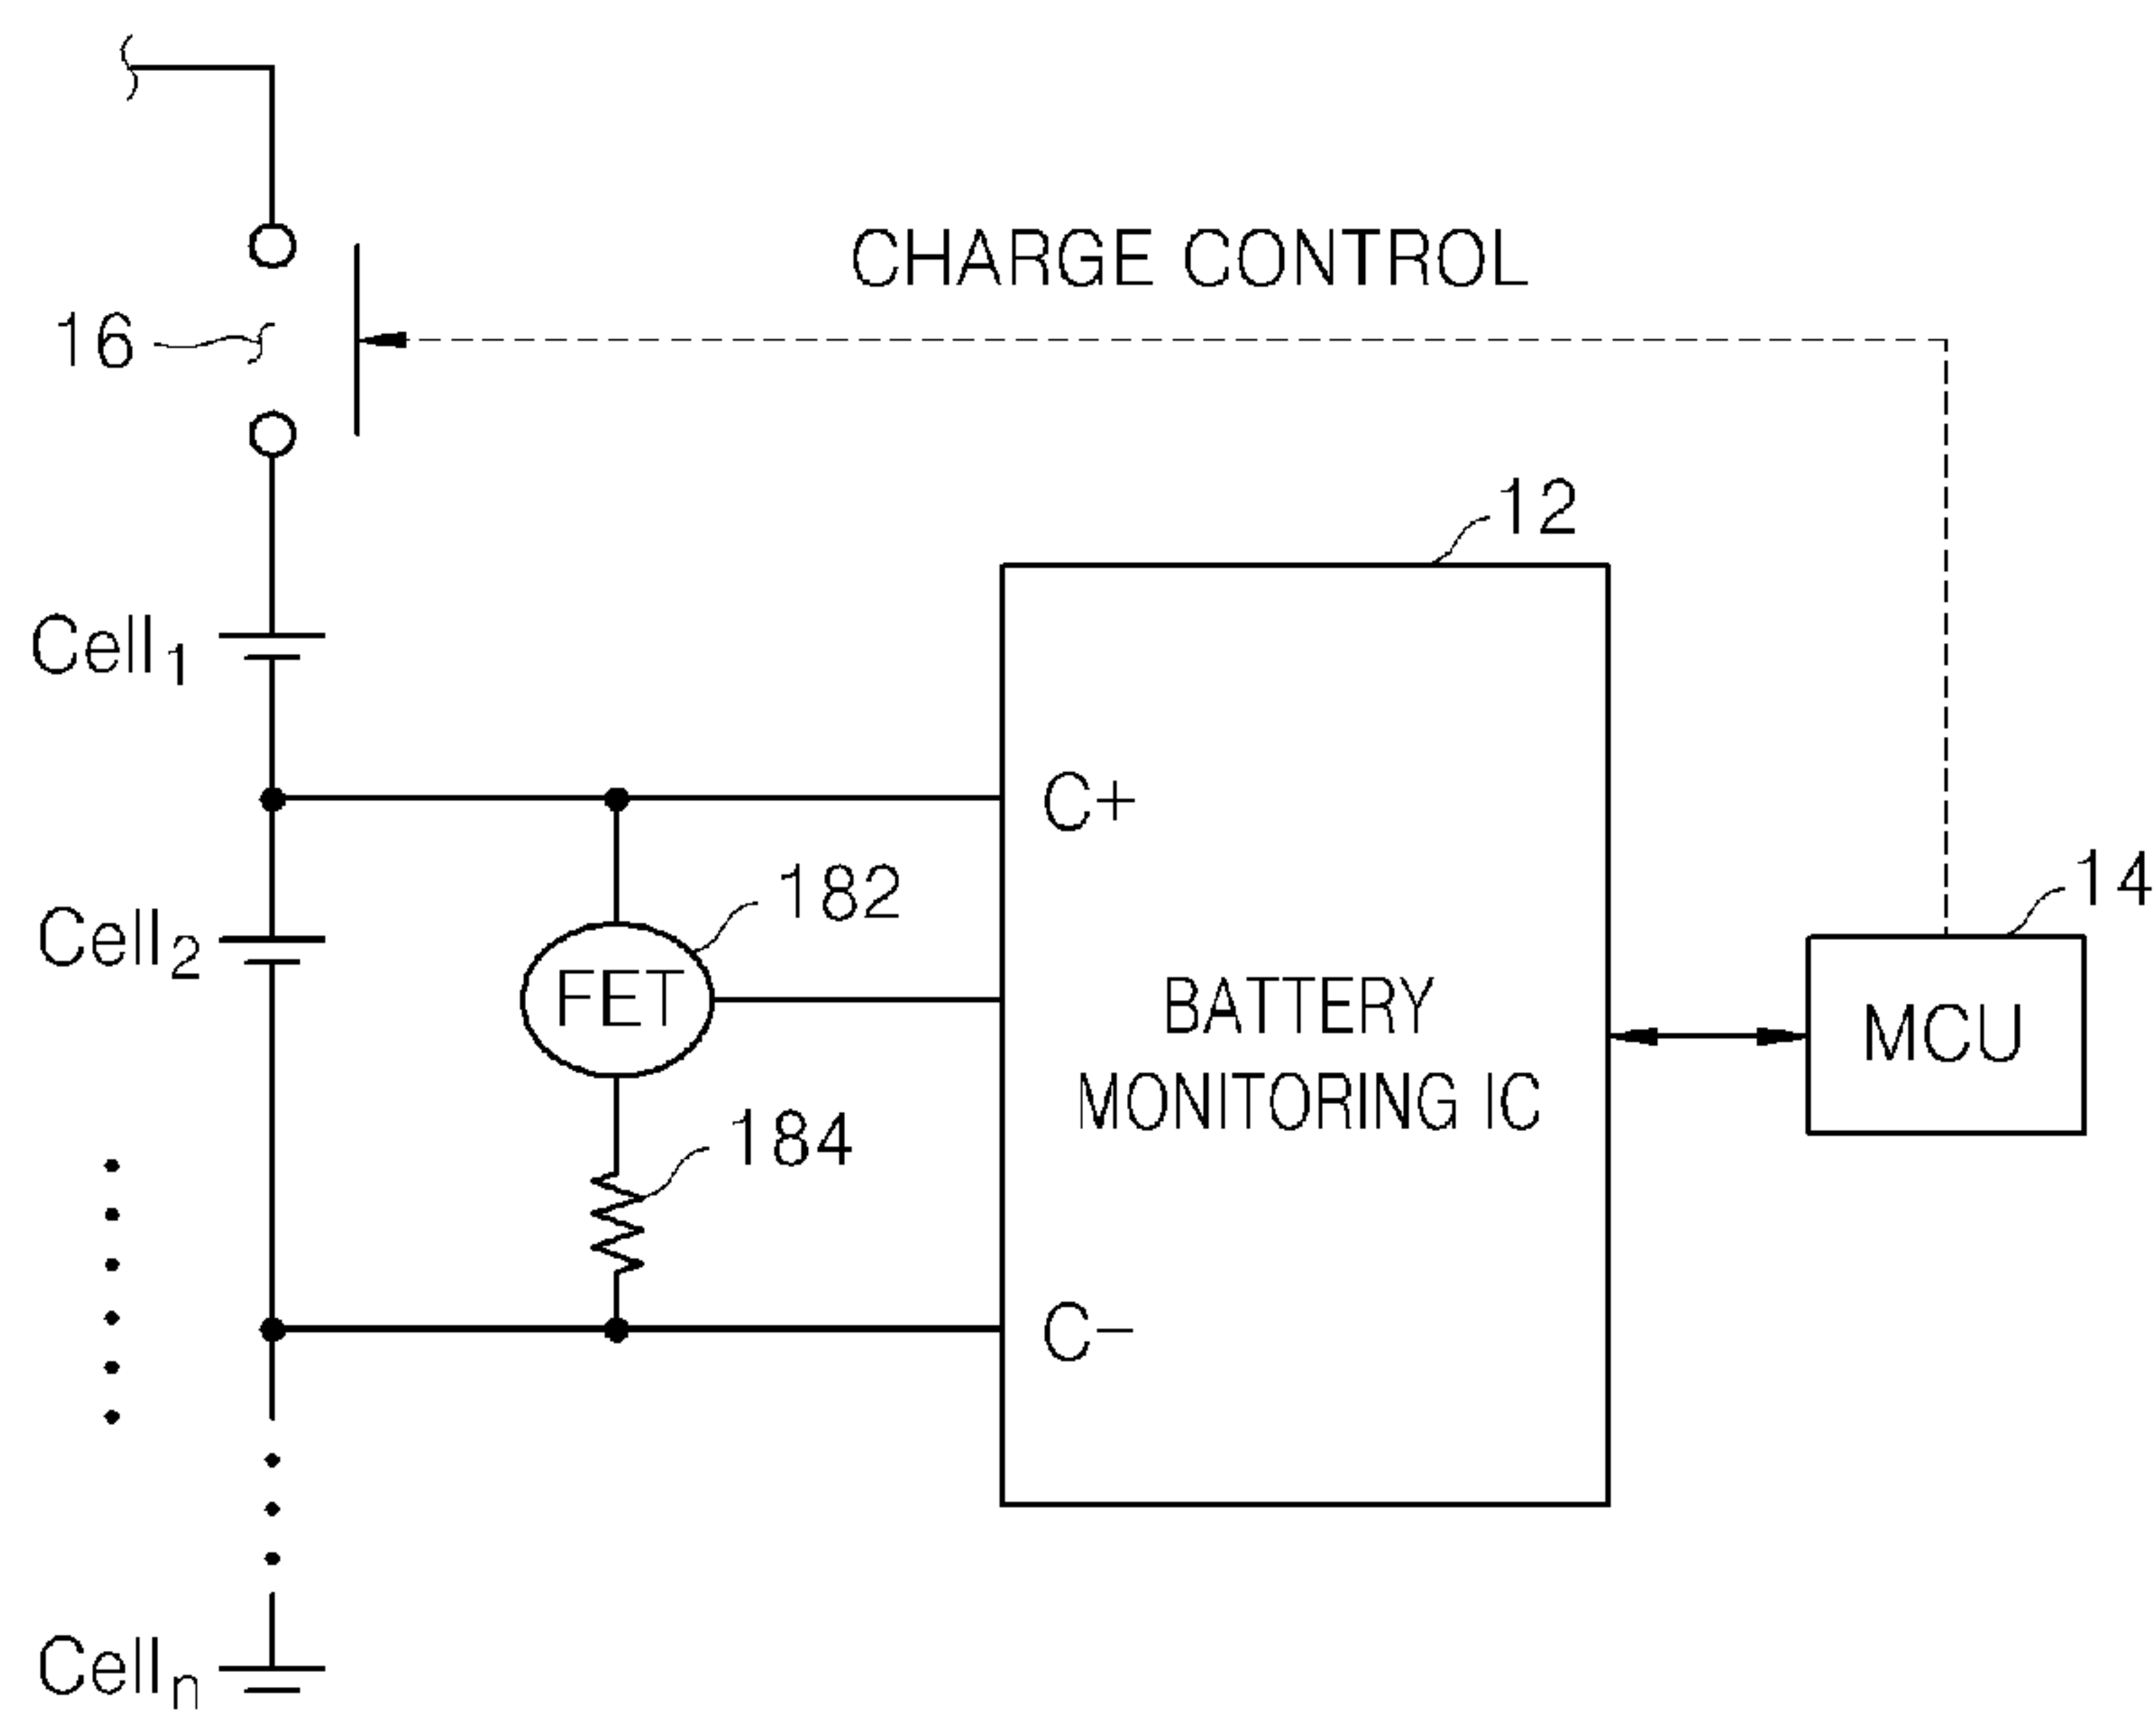 CHARGE CONTROL
16
12
Cell1
C+
182
14
Cell2
FET
BATTERY
MONITORING IC
MCU
184
C−
Celln